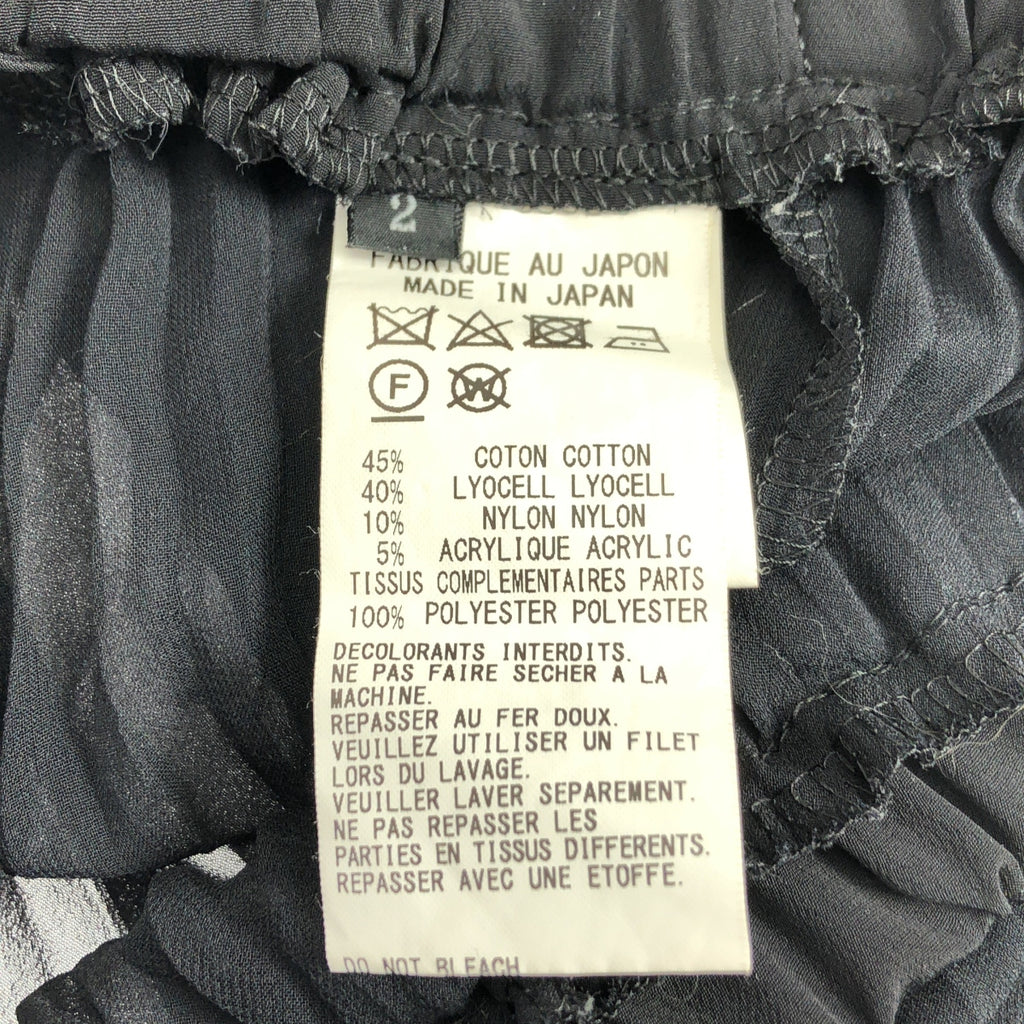 2
FABRIQUE AU JAPON
MADE IN JAPAN
F W
45% COTON COTTON
40% LYOCELL LYOCELL
10% NYLON NYLON
5% ACRYLIQUE ACRYLIC
TISSUS COMPLEMENTAIRES PARTS
100% POLYESTER POLYESTER
DECOLORANTS INTERDITS.
NE PAS FAIRE SECHER A LA
MACHINE.
REPASSER AU FER DOUX.
VEUILLEZ UTILISER UN FILET
LORS DU LAVAGE.
VEUILLER LAVER SEPAREMENT.
NE PAS REPASSER LES
PARTIES EN TISSUS DIFFERENTS.
REPASSER AVEC UNE ETOFFE.
DO NOT BLEACH